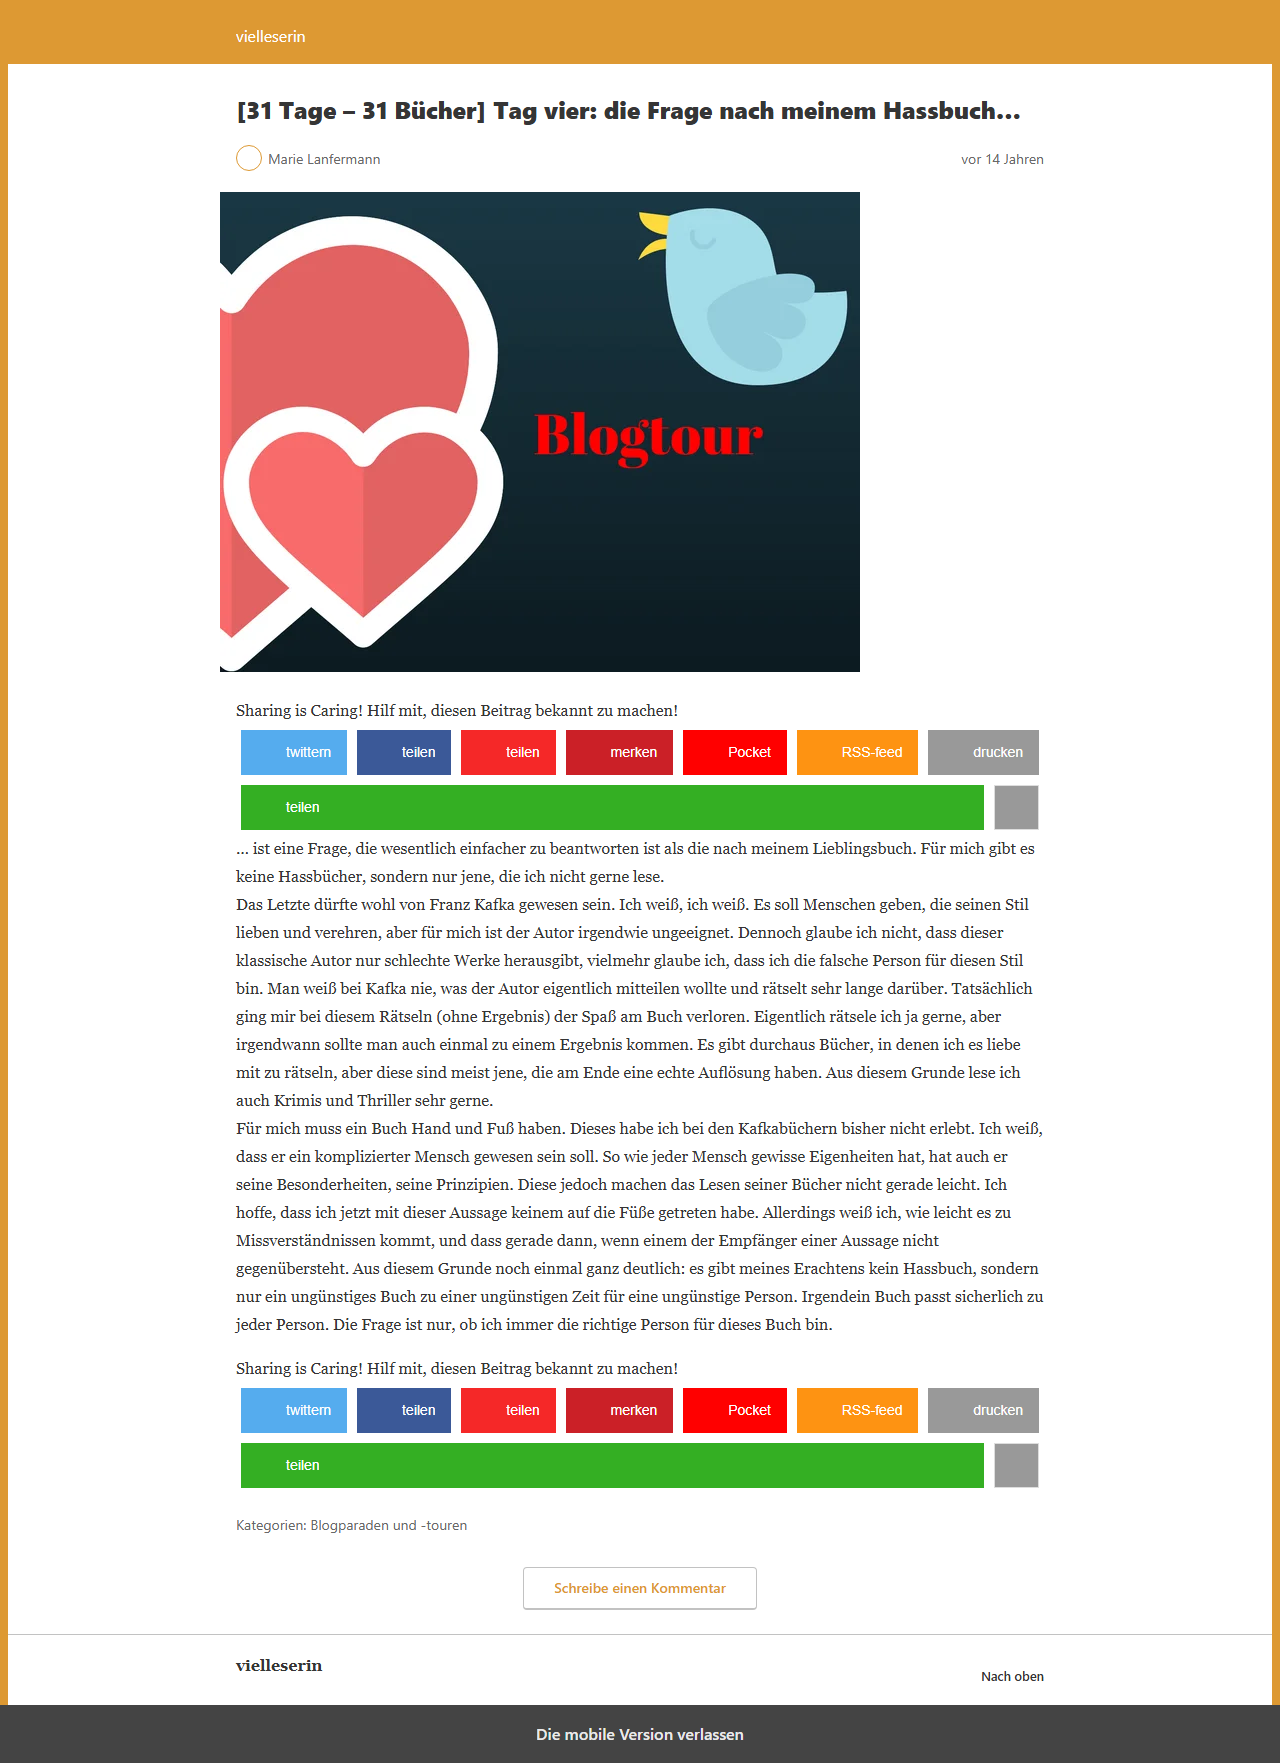 vielleserin
[31 Tage – 31 Bücher] Tag vier: die Frage nach meinem Hassbuch…
Marie Lanfermann
vor 14 Jahren
Blogtour
Sharing is Caring! Hilf mit, diesen Beitrag bekannt zu machen!
twittern teilen teilen merken Pocket RSS-feed drucken
teilen
… ist eine Frage, die wesentlich einfacher zu beantworten ist als die nach meinem Lieblingsbuch. Für mich gibt es
keine Hassbücher, sondern nur jene, die ich nicht gerne lese.
Das Letzte dürfte wohl von Franz Kafka gewesen sein. Ich weiß, ich weiß. Es soll Menschen geben, die seinen Stil
lieben und verehren, aber für mich ist der Autor irgendwie ungeeignet. Dennoch glaube ich nicht, dass dieser
klassische Autor nur schlechte Werke herausgibt, vielmehr glaube ich, dass ich die falsche Person für diesen Stil
bin. Man weiß bei Kafka nie, was der Autor eigentlich mitteilen wollte und rätselt sehr lange darüber. Tatsächlich
ging mir bei diesem Rätseln (ohne Ergebnis) der Spaß am Buch verloren. Eigentlich rätsele ich ja gerne, aber
irgendwann sollte man auch einmal zu einem Ergebnis kommen. Es gibt durchaus Bücher, in denen ich es liebe
mit zu rätseln, aber diese sind meist jene, die am Ende eine echte Auflösung haben. Aus diesem Grunde lese ich
auch Krimis und Thriller sehr gerne.
Für mich muss ein Buch Hand und Fuß haben. Dieses habe ich bei den Kafkabüchern bisher nicht erlebt. Ich weiß,
dass er ein komplizierter Mensch gewesen sein soll. So wie jeder Mensch gewisse Eigenheiten hat, hat auch er
seine Besonderheiten, seine Prinzipien. Diese jedoch machen das Lesen seiner Bücher nicht gerade leicht. Ich
hoffe, dass ich jetzt mit dieser Aussage keinem auf die Füße getreten habe. Allerdings weiß ich, wie leicht es zu
Missverständnissen kommt, und dass gerade dann, wenn einem der Empfänger einer Aussage nicht
gegenübersteht. Aus diesem Grunde noch einmal ganz deutlich: es gibt meines Erachtens kein Hassbuch, sondern
nur ein ungünstiges Buch zu einer ungünstigen Zeit für eine ungünstige Person. Irgendein Buch passt sicherlich zu
jeder Person. Die Frage ist nur, ob ich immer die richtige Person für dieses Buch bin.
Sharing is Caring! Hilf mit, diesen Beitrag bekannt zu machen!
twittern teilen teilen merken Pocket RSS-feed drucken
teilen
Kategorien: Blogparaden und -touren
Schreibe einen Kommentar
vielleserin
Nach oben
Die mobile Version verlassen